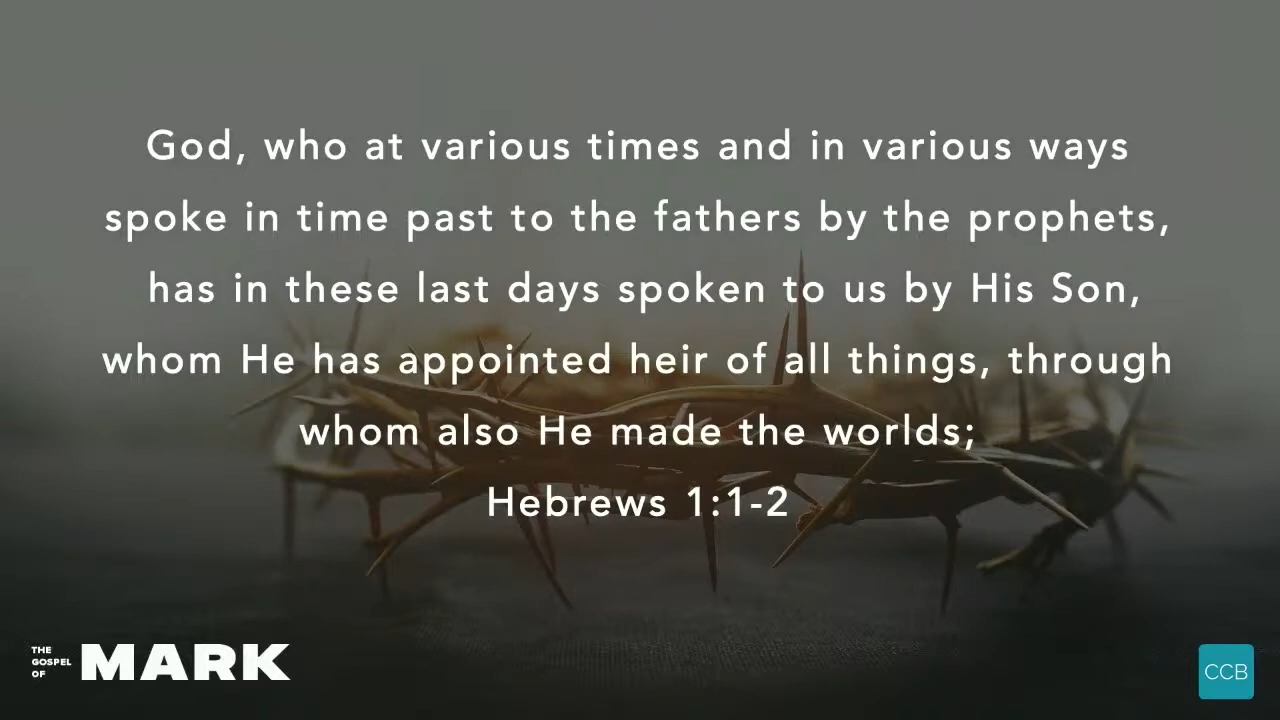 God, who at various times and in various ways
spoke in time past to the fathers by the prophets,
has in these last days spoken to us by His Son,
whom He has appointed heir of all things, through
whom also He made the worlds;
Hebrews 1:1-2
THE
GOSPEL
OF
MARK
CCB